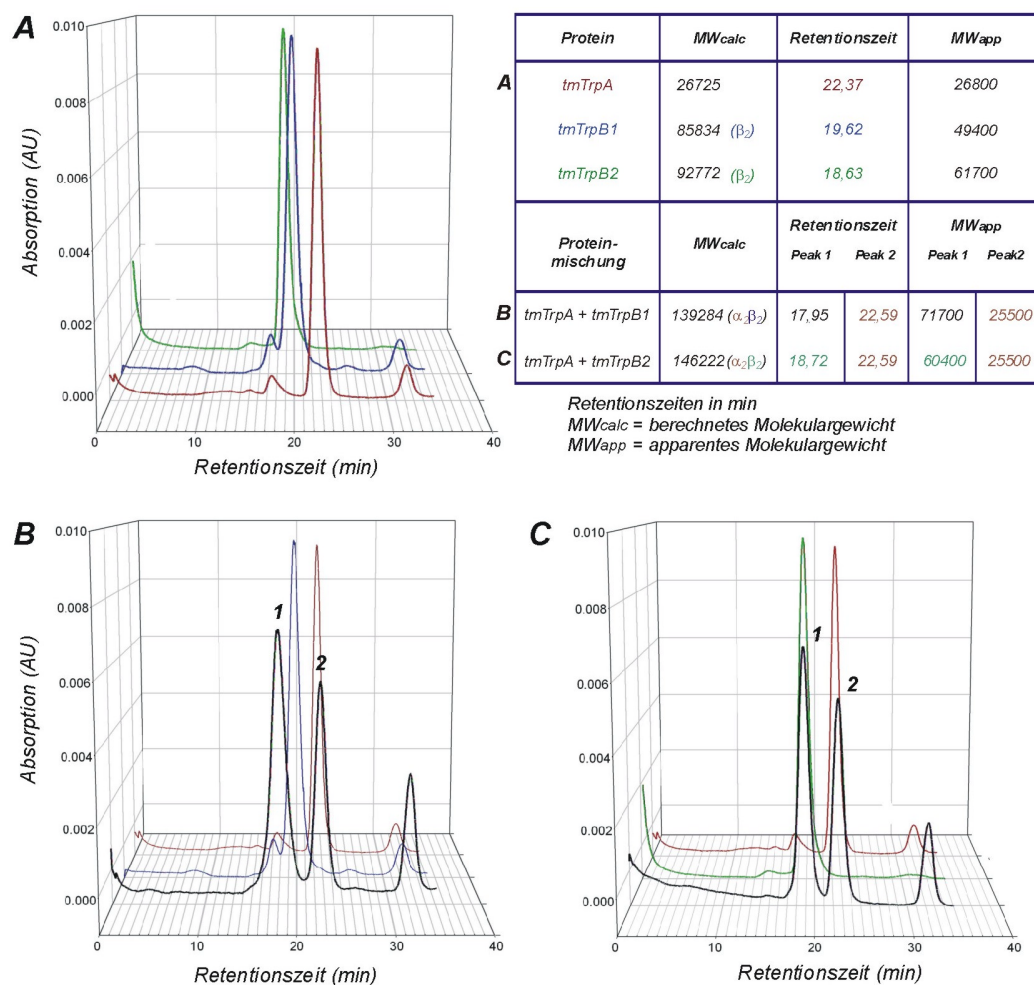 A
0.010
0.008
0.006
0.004
0.002
0.000
Absorption (AU)
0 10 20 30 40
Retentionszeit (min)
Protein MWcalc Retentionszeit MWapp
A
tmTrpA 26725 22,37 26800
tmTrpB1 85834 (β2) 19,62 49400
tmTrpB2 92772 (β2) 18,63 61700
Protein-
mischung MWcalc Retentionszeit MWapp
Peak 1 Peak 2 Peak 1 Peak2
B tmTrpA + tmTrpB1 139284 (α2β2) 17,95 22,59 71700 25500
C tmTrpA + tmTrpB2 146222 (α2β2) 18,72 22,59 60400 25500
Retentionszeiten in min
MWcalc = berechnetes Molekulargewicht
MWapp = apparentes Molekulargewicht
B
0.010
0.008
0.006
0.004
0.002
0.000
Absorption (AU)
1
2
0 10 20 30 40
Retentionszeit (min)
C
0.010
0.008
0.006
0.004
0.002
0.000
1
2
0 10 20 30 40
Retentionszeit (min)